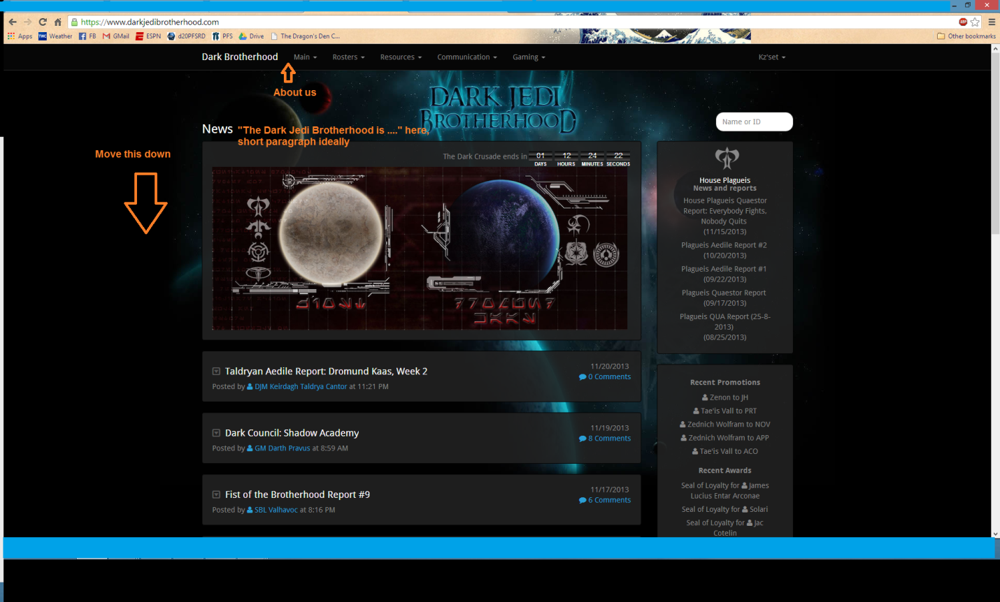 https://www.darkjedibrotherhood.com
ABP
Apps TWC Weather FB GMail ESPN d20PFSRD PFS Drive The Dragon's Den C... Other bookmarks
Dark Brotherhood Main Rosters Resources Communication Gaming Kz'set
About us
DARK JEDI
BROTHERHOOD
News
"The Dark Jedi Brotherhood is ...." here,
short paragraph ideally
Name or ID
Move this down
The Dark Crusade ends in 01 12 24 22
DAYS HOURS MINUTES SECONDS
House Plagueis
News and reports
House Plagueis Quaestor
Report: Everybody Fights,
Nobody Quits
(11/15/2013)
Plagueis Aedile Report #2
(10/20/2013)
Plagueis Aedile Report #1
(09/22/2013)
Plagueis Quaestor Report
(09/17/2013)
Plagueis QUA Report (25-8-
2013)
(08/25/2013)
Taldryan Aedile Report: Dromund Kaas, Week 2
11/20/2013
0 Comments
Posted by DJM Keirdagh Taldrya Cantor at 11:21 PM
Dark Council: Shadow Academy
11/19/2013
8 Comments
Posted by GM Darth Pravus at 8:59 AM
Fist of the Brotherhood Report #9
11/17/2013
6 Comments
Posted by SBL Valhavoc at 8:16 PM
Recent Promotions
Zenon to JH
Tae'is Vall to PRT
Zednich Wolfram to NOV
Zednich Wolfram to APP
Tae'is Vall to ACO
Recent Awards
Seal of Loyalty for James
Lucius Entar Arconae
Seal of Loyalty for Solari
Seal of Loyalty for Jac
Cotelin